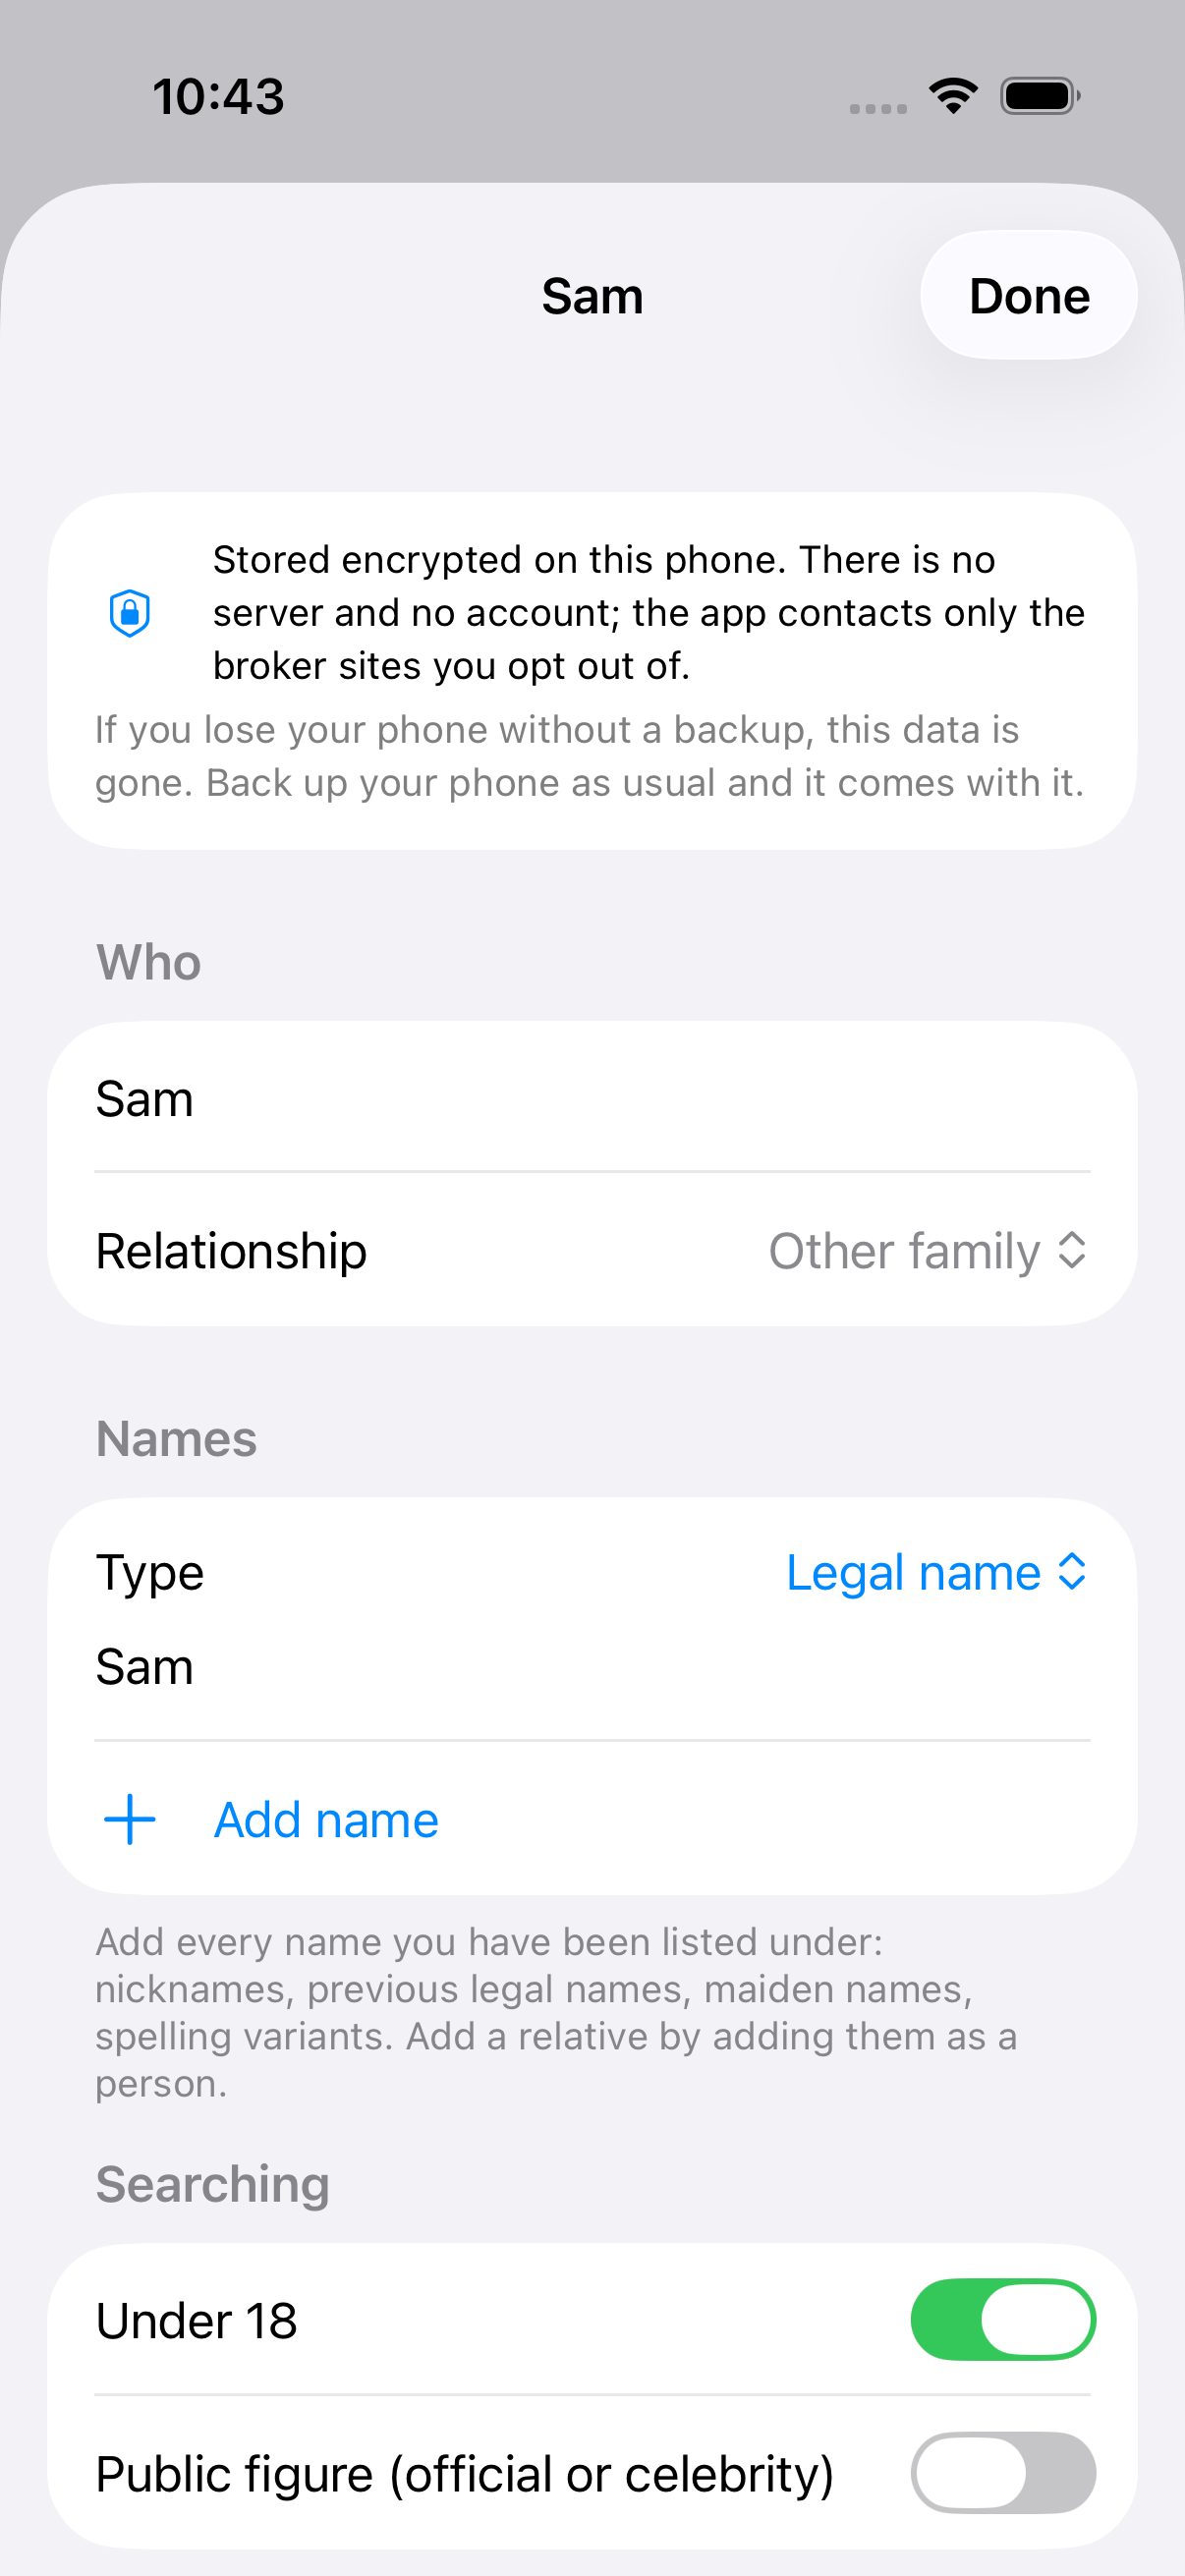 10:43
Sam
Done
Stored encrypted on this phone. There is no
server and no account; the app contacts only the
broker sites you opt out of.
If you lose your phone without a backup, this data is
gone. Back up your phone as usual and it comes with it.
Who
Sam
Relationship Other family
Names
Type Legal name
Sam
Add name
Add every name you have been listed under:
nicknames, previous legal names, maiden names,
spelling variants. Add a relative by adding them as a
person.
Searching
Under 18
Public figure (official or celebrity)